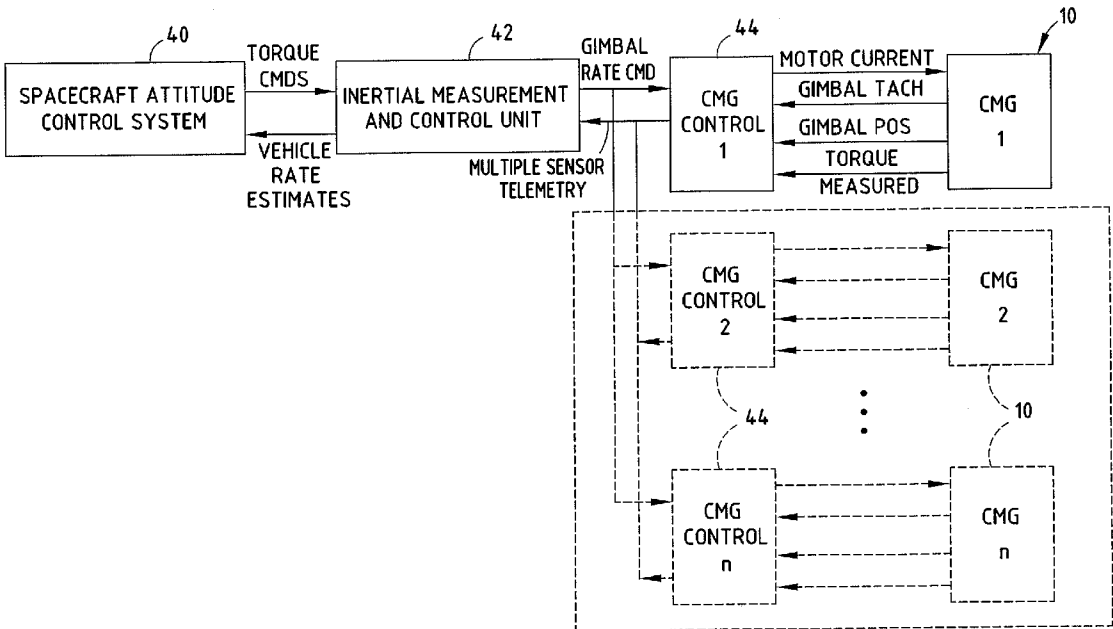 40
TORQUE
CMDS
42
GIMBAL
RATE CMD
44
10
SPACECRAFT ATTITUDE
CONTROL SYSTEM
VEHICLE
RATE
ESTIMATES
INERTIAL MEASUREMENT
AND CONTROL UNIT
MULTIPLE SENSOR
TELEMETRY
CMG
CONTROL
1
MOTOR CURRENT
GIMBAL TACH
GIMBAL POS
TORQUE
MEASURED
CMG
1
CMG
CONTROL
2
CMG
2
44
10
CMG
CONTROL
n
CMG
n